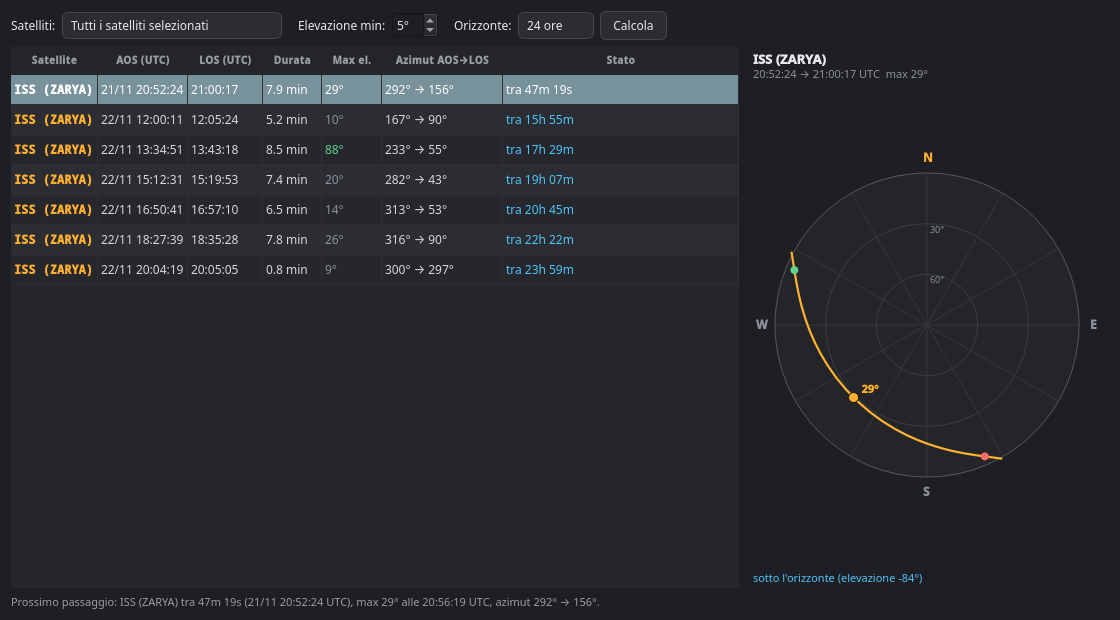 Satelliti: Tutti i satelliti selezionati Elevazione min: 5° Orizzonte: 24 ore Calcola
Satellite AOS (UTC) LOS (UTC) Durata Max el. Azimut AOS→LOS Stato
ISS (ZARYA) 21/11 20:52:24 21:00:17 7.9 min 29° 292° → 156° tra 47m 19s
ISS (ZARYA) 22/11 12:00:11 12:05:24 5.2 min 10° 167° → 90° tra 15h 55m
ISS (ZARYA) 22/11 13:34:51 13:43:18 8.5 min 88° 233° → 55° tra 17h 29m
ISS (ZARYA) 22/11 15:12:31 15:19:53 7.4 min 20° 282° → 43° tra 19h 07m
ISS (ZARYA) 22/11 16:50:41 16:57:10 6.5 min 14° 313° → 53° tra 20h 45m
ISS (ZARYA) 22/11 18:27:39 18:35:28 7.8 min 26° 316° → 90° tra 22h 22m
ISS (ZARYA) 22/11 20:04:19 20:05:05 0.8 min 9° 300° → 297° tra 23h 59m
ISS (ZARYA)
20:52:24 → 21:00:17 UTC max 29°
N
30°
60°
W E
29°
S
sotto l'orizzonte (elevazione -84°)
Prossimo passaggio: ISS (ZARYA) tra 47m 19s (21/11 20:52:24 UTC), max 29° alle 20:56:19 UTC, azimut 292° → 156°.